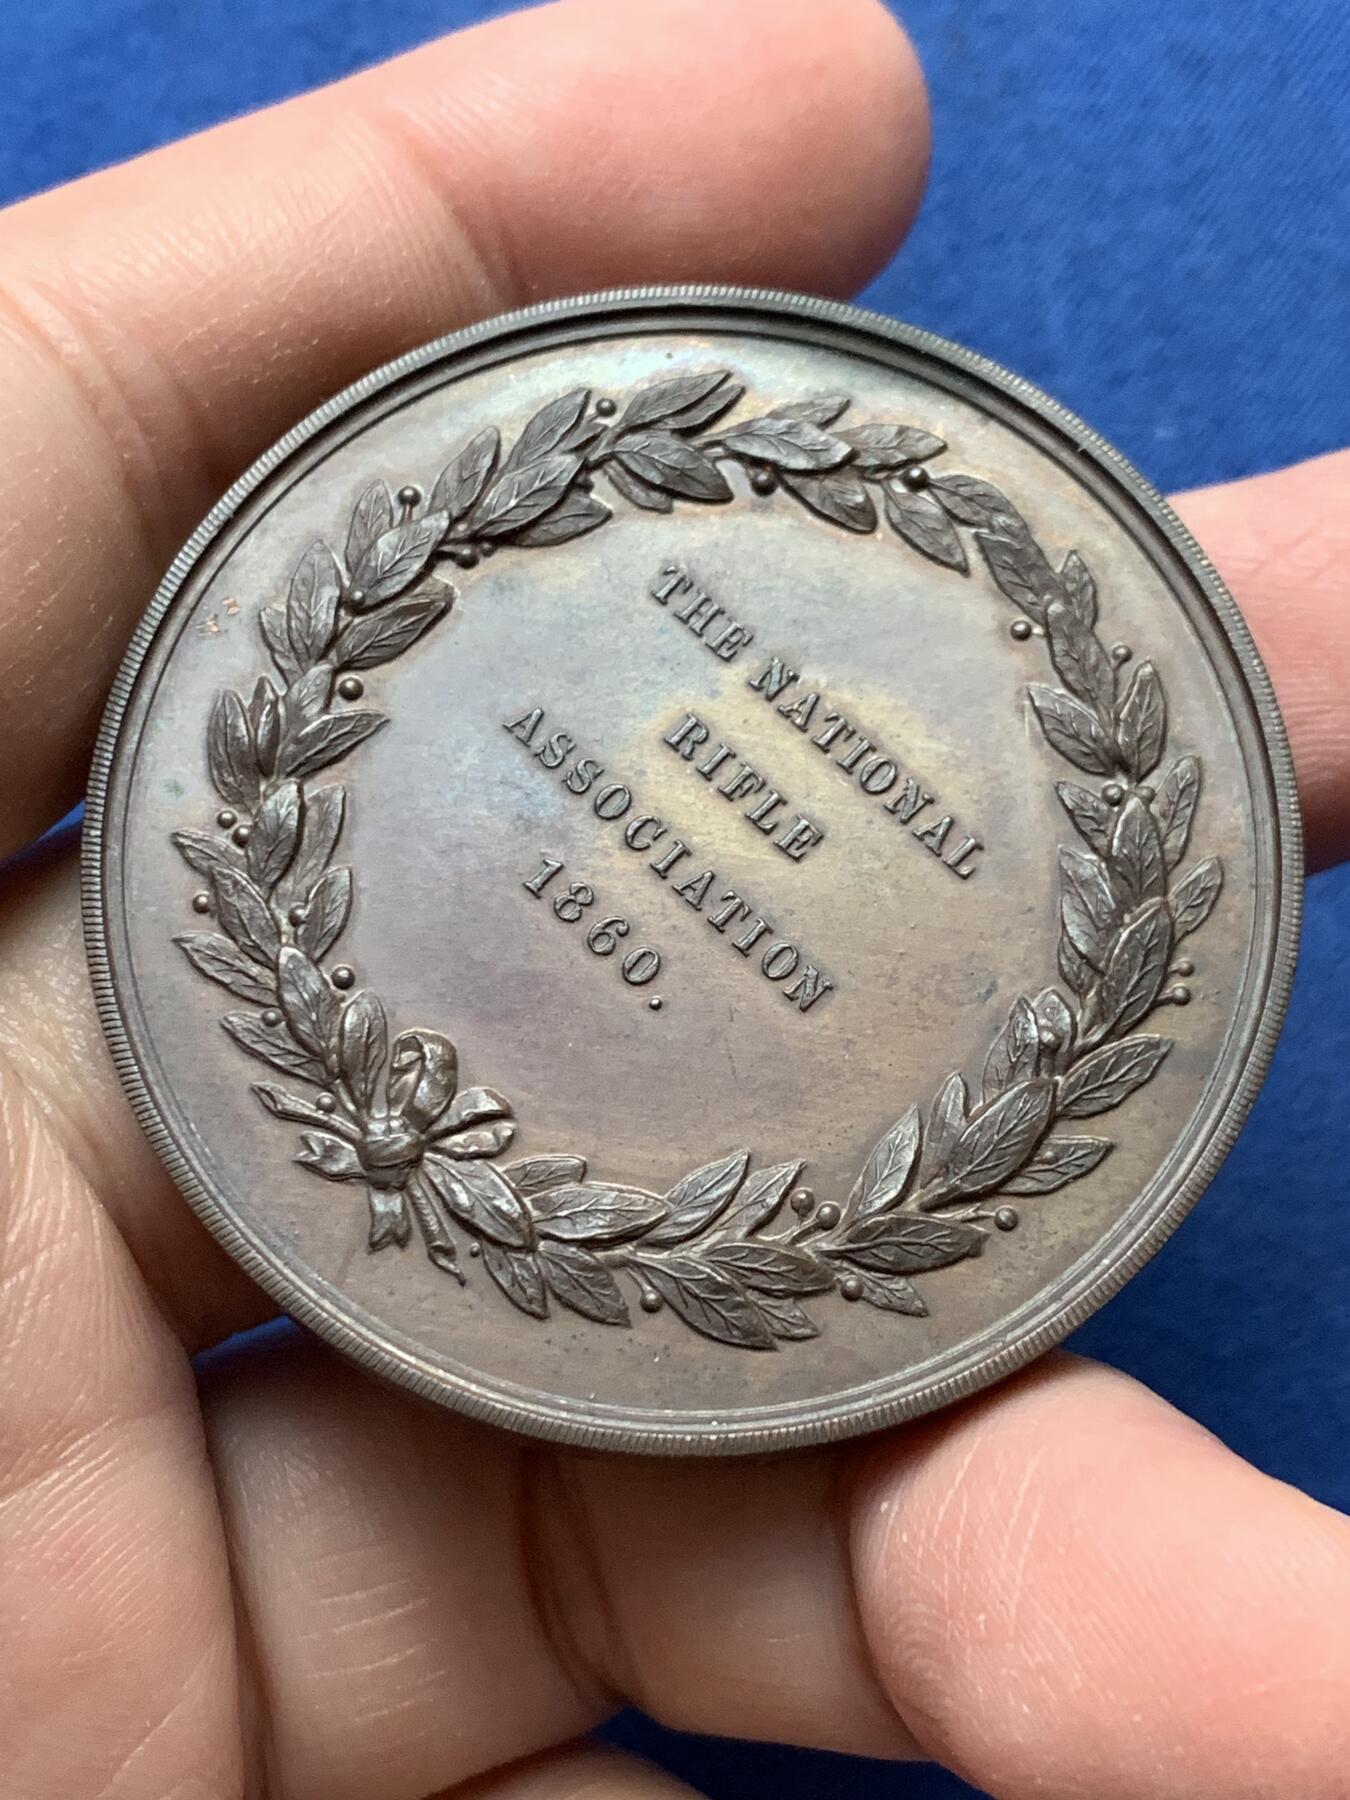 THE NATIONAL
RIFLE
ASSOCIATION
1860.